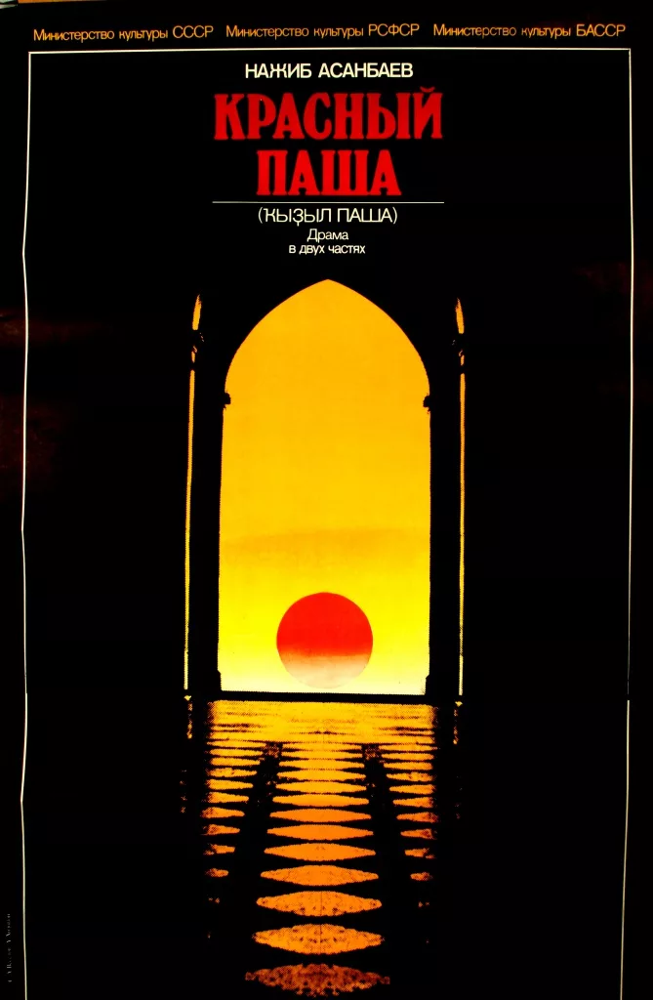 Министерство культуры СССР Министерство культуры РСФСР Министерство культуры БАССР
НАЖИБ АСАНБАЕВ
КРАСНЫЙ
ПАША
(ҠЫҘЫЛ ПАША)
Драма
в двух частях